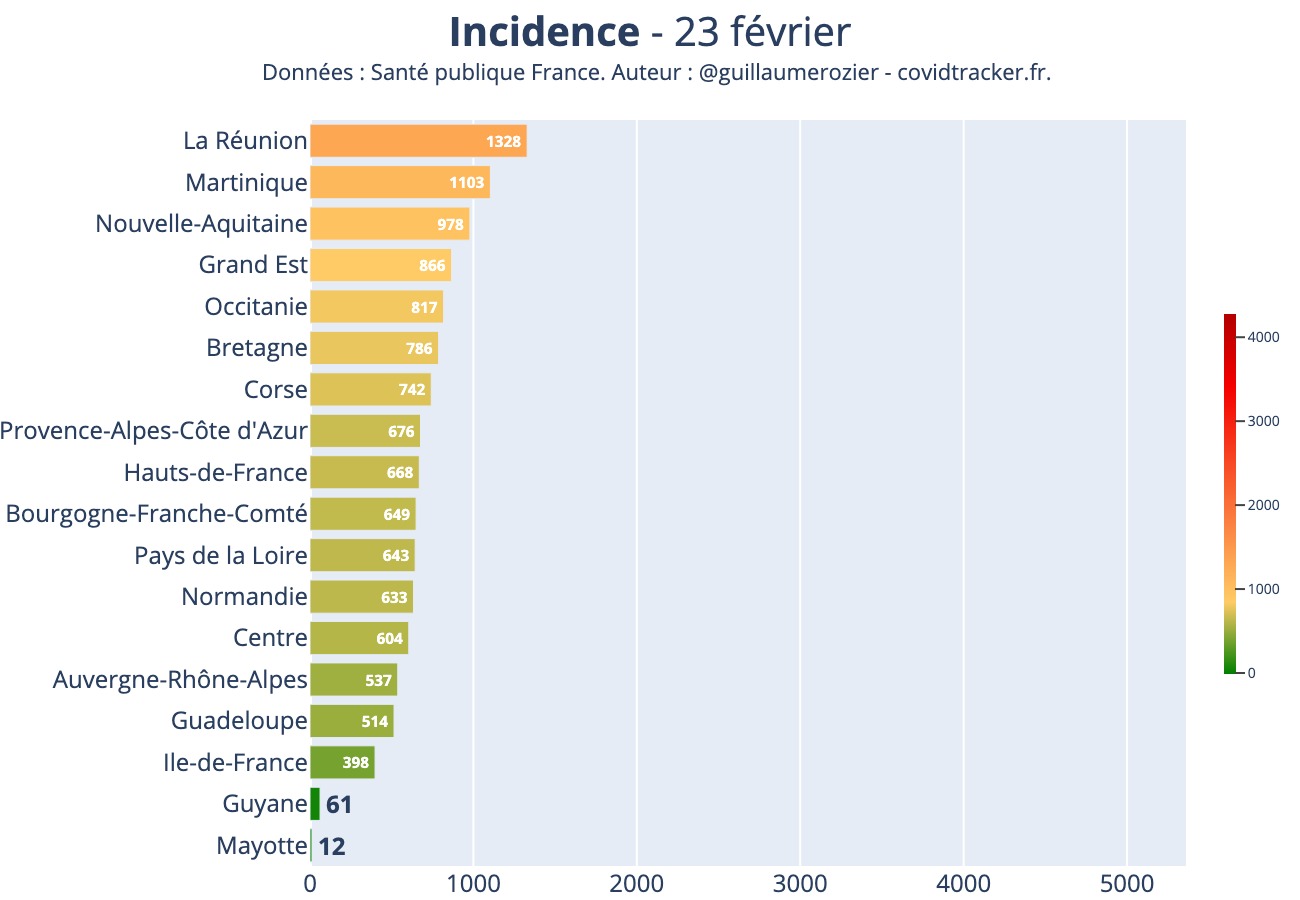 Incidence - 23 février
Données : Santé publique France. Auteur : @guillaumerozier - covidtracker.fr.
La Réunion 1328
Martinique 1103
Nouvelle-Aquitaine 978
Grand Est 866
Occitanie 817
Bretagne 786
Corse 742
Provence-Alpes-Côte d'Azur 676
Hauts-de-France 668
Bourgogne-Franche-Comté 649
Pays de la Loire 643
Normandie 633
Centre 604
Auvergne-Rhône-Alpes 537
Guadeloupe 514
Ile-de-France 398
Guyane 61
Mayotte 12
0 1000 2000 3000 4000 5000
4000
3000
2000
1000
0